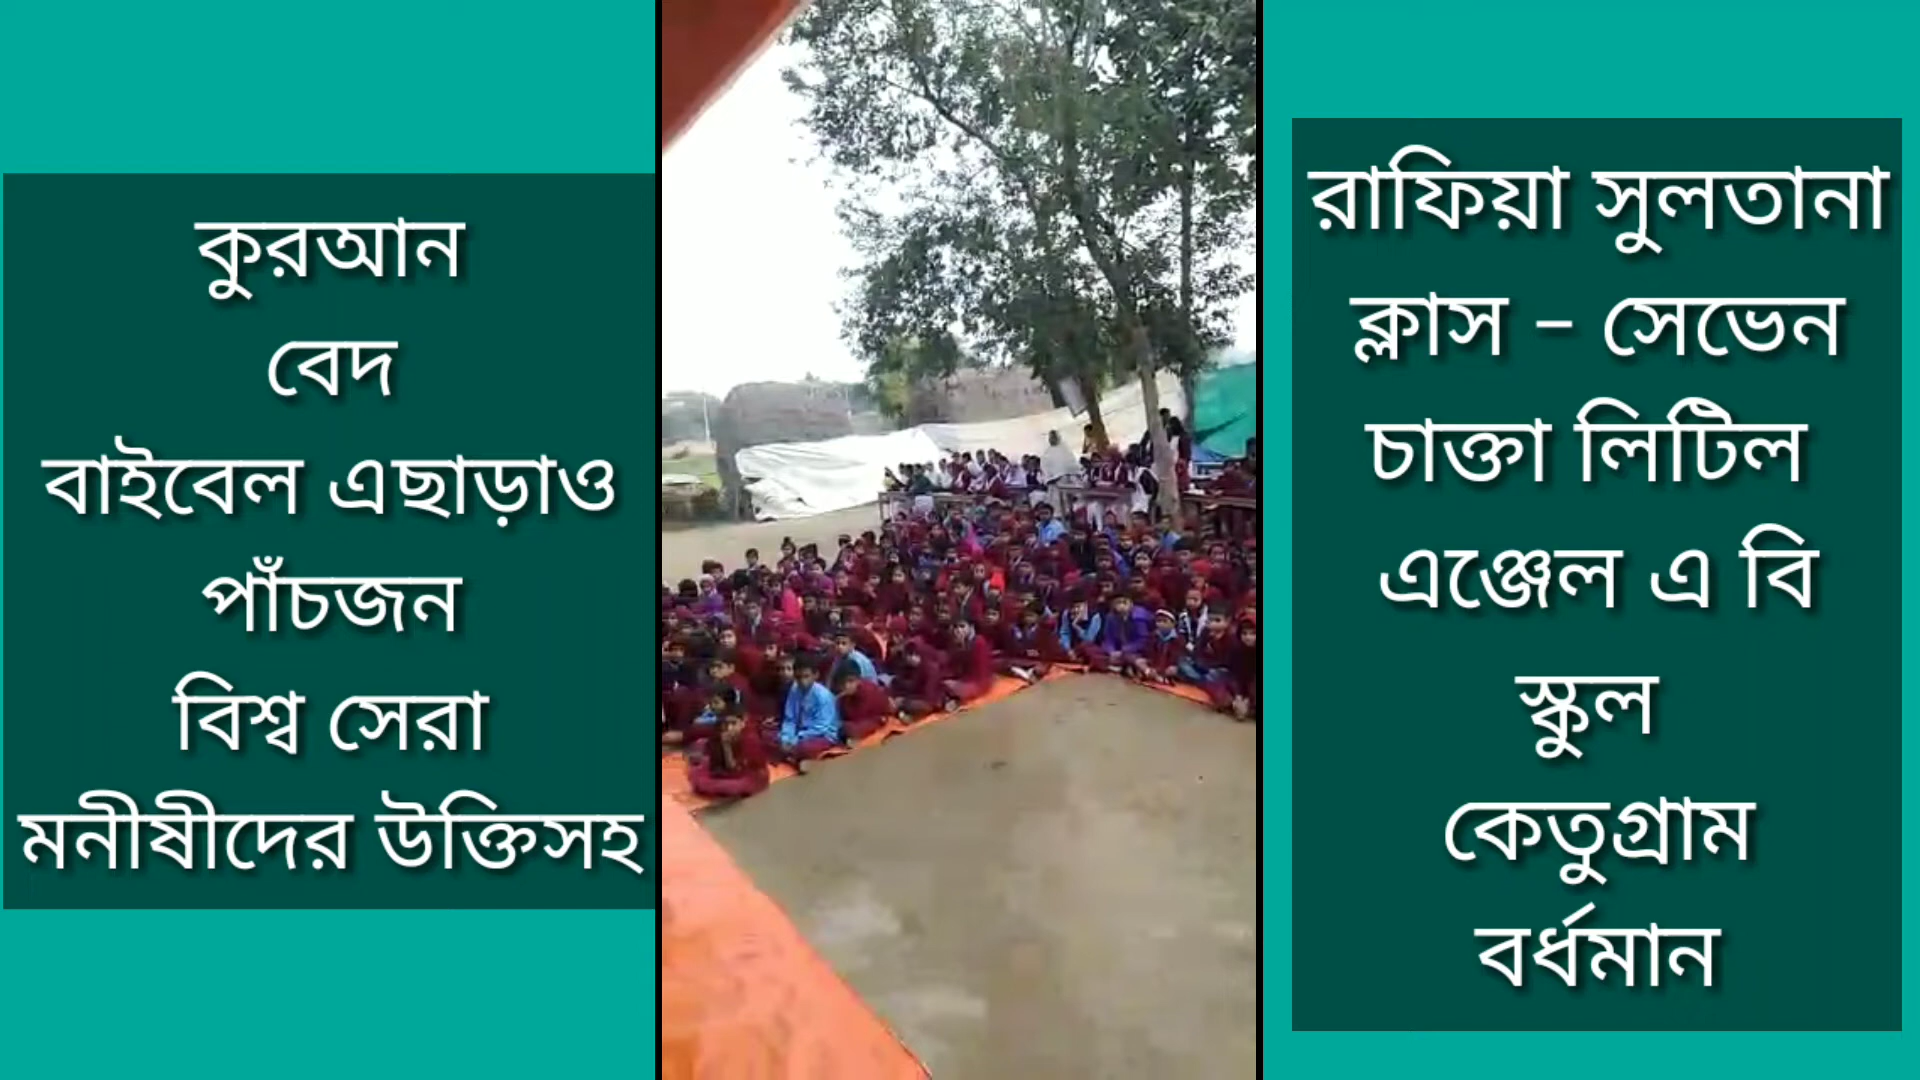 কুরআন
বেদ
বাইবেল এছাড়াও
পাঁচজন
বিশ্ব সেরা
মনীষীদের উক্তিসহ
রাফিয়া সুলতানা
ক্লাস – সেভেন
চাক্তা লিটিল
এঞ্জেল এ বি
স্কুল
কেতুগ্রাম
বর্ধমান